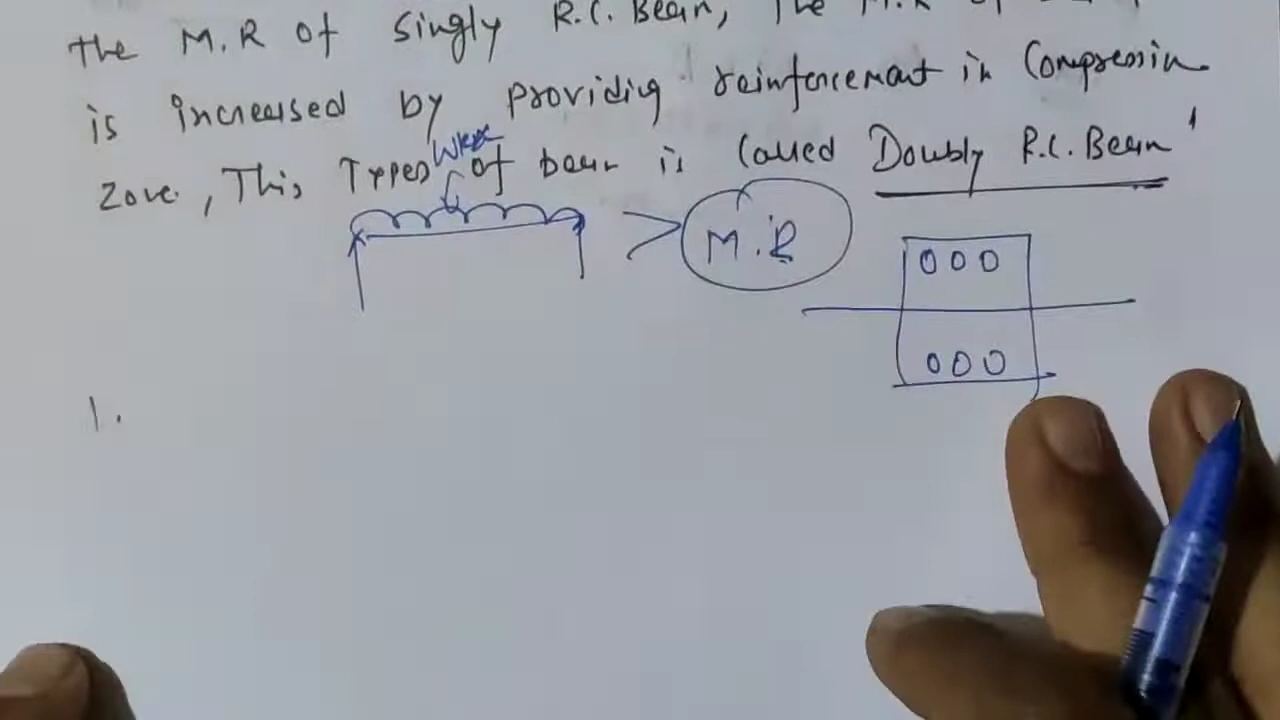 the M.R of Singly R.C. Beam, The M.R of
is increased by providing reinforcement in Compression
Zone, This Types of beam is Called Doubly R.C. Beam'
M.R
1.